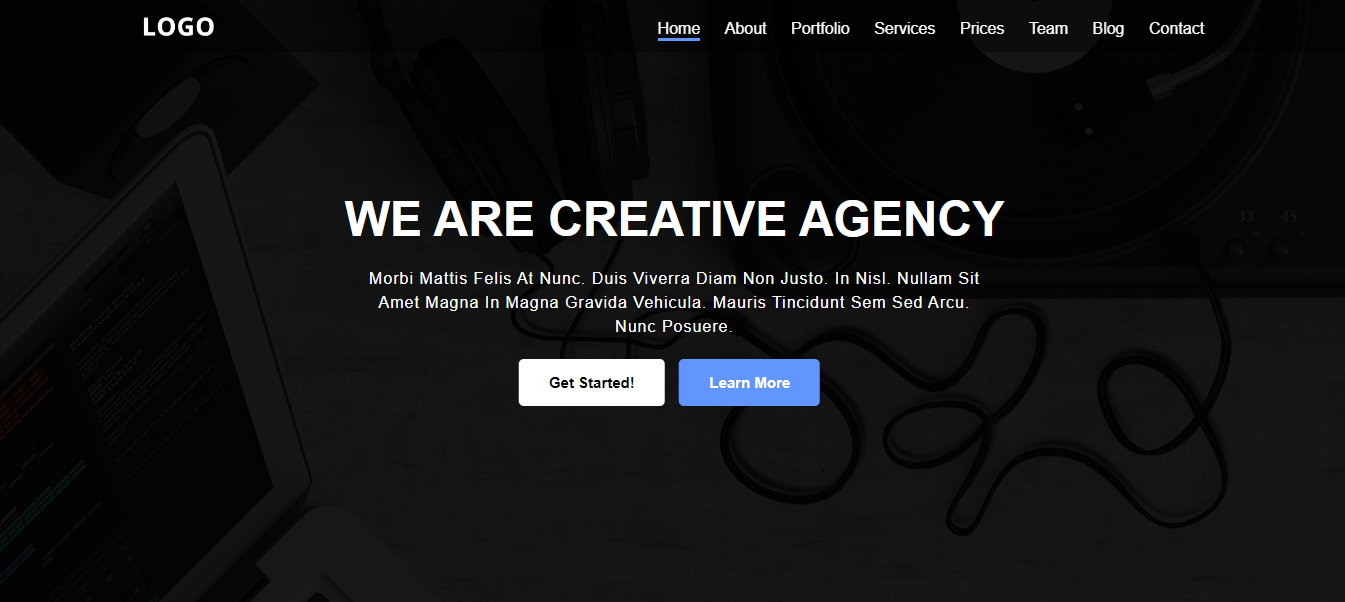 LOGO
Home About Portfolio Services Prices Team Blog Contact
33 45
WE ARE CREATIVE AGENCY
Morbi Mattis Felis At Nunc. Duis Viverra Diam Non Justo. In Nisl. Nullam Sit
Amet Magna In Magna Gravida Vehicula. Mauris Tincidunt Sem Sed Arcu.
Nunc Posuere.
Get Started! Learn More